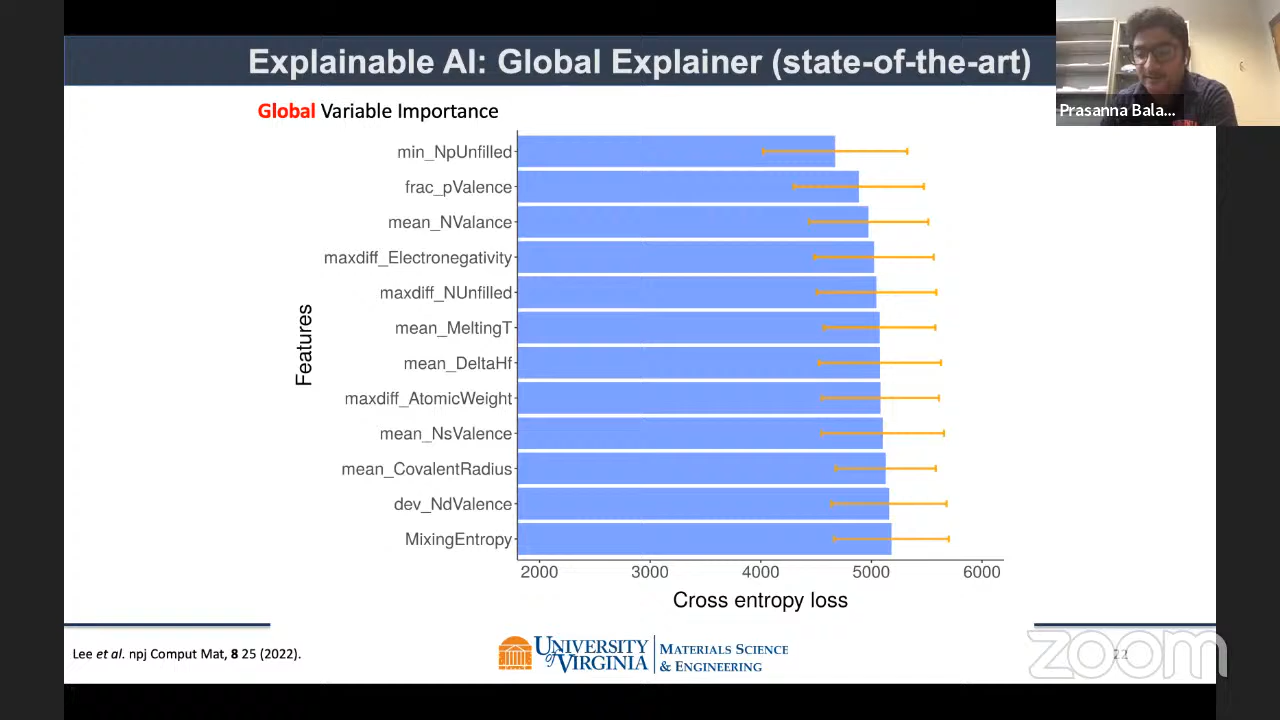 Explainable AI: Global Explainer (state-of-the-art)
Prasanna Bala...
Global Variable Importance
min_NpUnfilled
frac_pValence
mean_NValance
maxdiff_Electronegativity
maxdiff_NUnfilled
mean_MeltingT
mean_DeltaHf
maxdiff_AtomicWeight
mean_NsValence
mean_CovalentRadius
dev_NdValence
MixingEntropy
Features
2000 3000 4000 5000 6000
Cross entropy loss
Lee et al. npj Comput Mat, 8 25 (2022).
UNIVERSITY of VIRGINIA
MATERIALS SCIENCE
& ENGINEERING
22
zoom